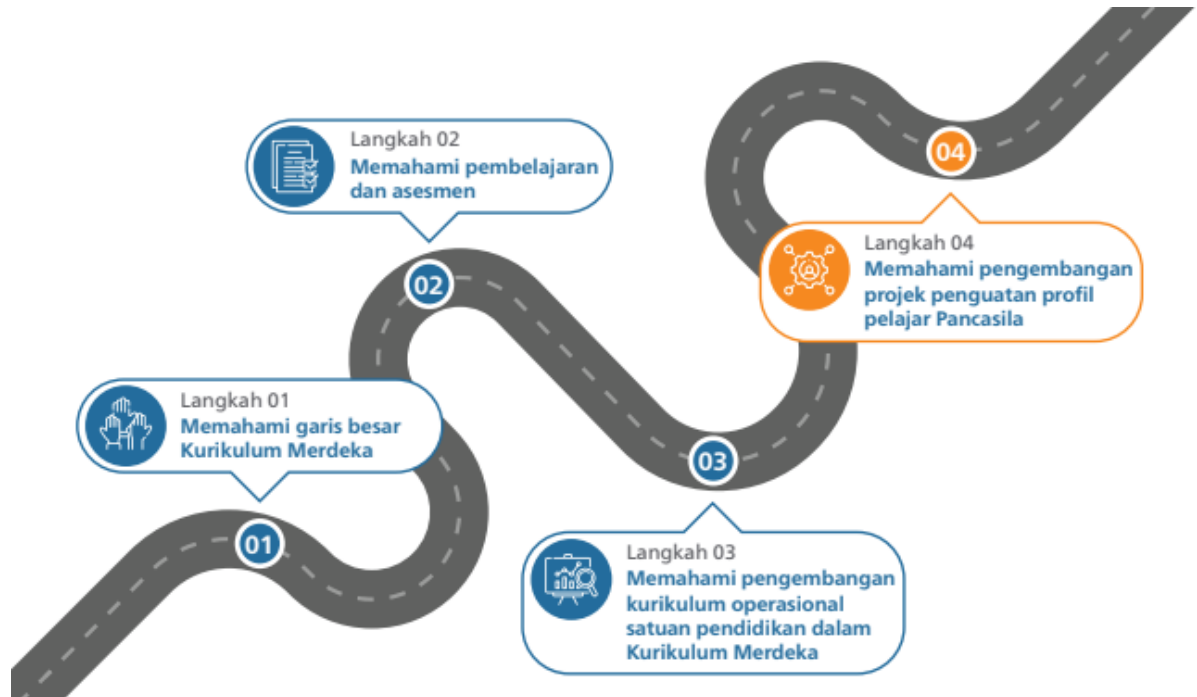 Langkah 02
Memahami pembelajaran
dan asesmen
02
Langkah 01
Memahami garis besar
Kurikulum Merdeka
01
04
Langkah 04
Memahami pengembangan
projek penguatan profil
pelajar Pancasila
03
Langkah 03
Memahami pengembangan
kurikulum operasional
satuan pendidikan dalam
Kurikulum Merdeka